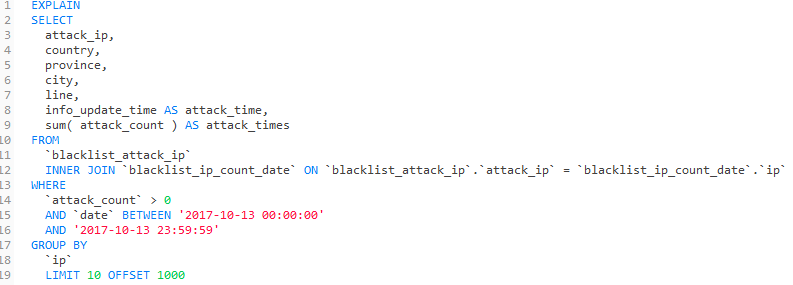 1 EXPLAIN
2 SELECT
3 attack_ip,
4 country,
5 province,
6 city,
7 line,
8 info_update_time AS attack_time,
9 sum( attack_count ) AS attack_times
10 FROM
11 `blacklist_attack_ip`
12 INNER JOIN `blacklist_ip_count_date` ON `blacklist_attack_ip`.`attack_ip` = `blacklist_ip_count_date`.`ip`
13 WHERE
14 `attack_count` > 0
15 AND `date` BETWEEN '2017-10-13 00:00:00'
16 AND '2017-10-13 23:59:59'
17 GROUP BY
18 `ip`
19 LIMIT 10 OFFSET 1000